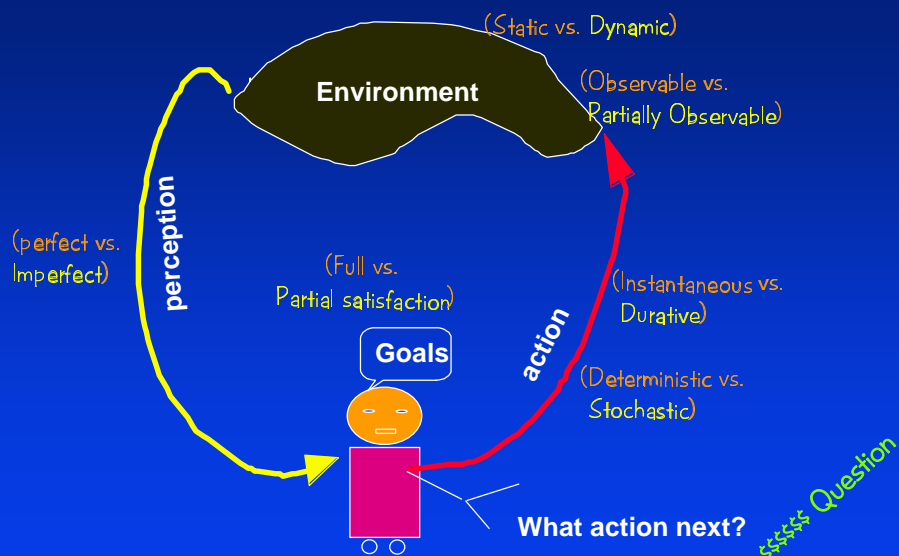 (Static vs. Dynamic)
Environment
(Observable vs.
Partially Observable)
perception
(perfect vs.
Imperfect)
(Full vs.
Partial satisfaction)
(Instantaneous vs.
Durative)
Goals
action
(Deterministic vs.
Stochastic)
What action next?
$$$$$$ Question